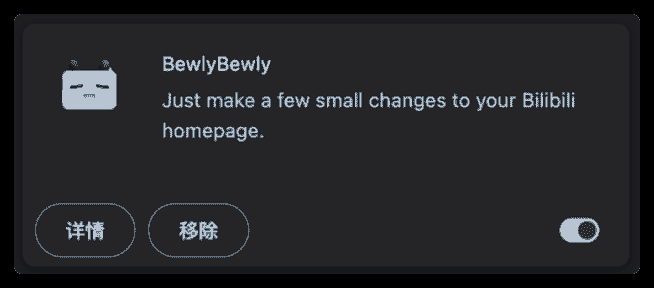 BewlyBewly
Just make a few small changes to your Bilibili
homepage.
详情
移除